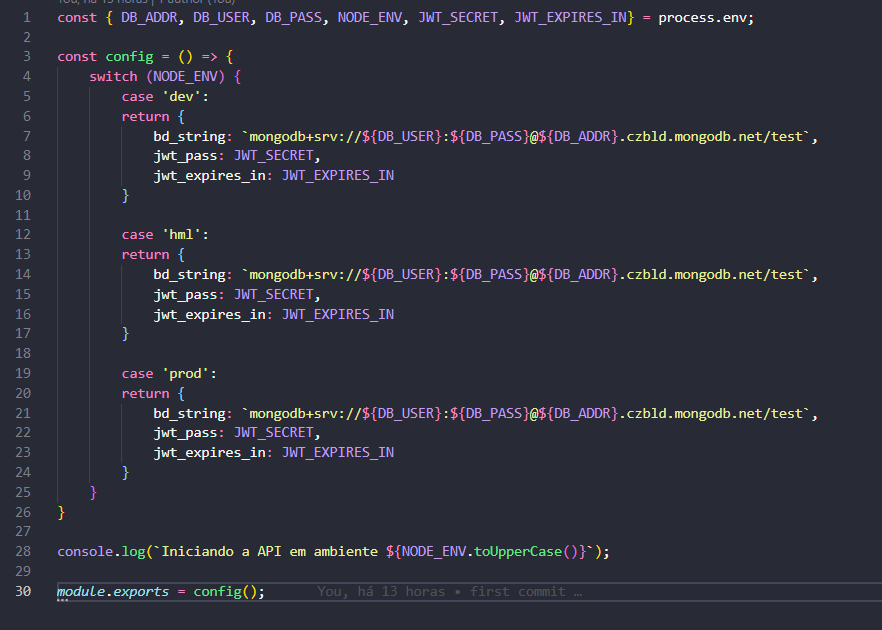 You, há 13 horas | 1 author (You)
1 const { DB_ADDR, DB_USER, DB_PASS, NODE_ENV, JWT_SECRET, JWT_EXPIRES_IN} = process.env;
2
3 const config = () => {
4 switch (NODE_ENV) {
5 case 'dev':
6 return {
7 bd_string: `mongodb+srv://${DB_USER}:${DB_PASS}@${DB_ADDR}.czbld.mongodb.net/test`,
8 jwt_pass: JWT_SECRET,
9 jwt_expires_in: JWT_EXPIRES_IN
10 }
11
12 case 'hml':
13 return {
14 bd_string: `mongodb+srv://${DB_USER}:${DB_PASS}@${DB_ADDR}.czbld.mongodb.net/test`,
15 jwt_pass: JWT_SECRET,
16 jwt_expires_in: JWT_EXPIRES_IN
17 }
18
19 case 'prod':
20 return {
21 bd_string: `mongodb+srv://${DB_USER}:${DB_PASS}@${DB_ADDR}.czbld.mongodb.net/test`,
22 jwt_pass: JWT_SECRET,
23 jwt_expires_in: JWT_EXPIRES_IN
24 }
25 }
26 }
27
28 console.log(`Iniciando a API em ambiente ${NODE_ENV.toUpperCase()}`);
29
30 module.exports = config(); You, há 13 horas • first commit …